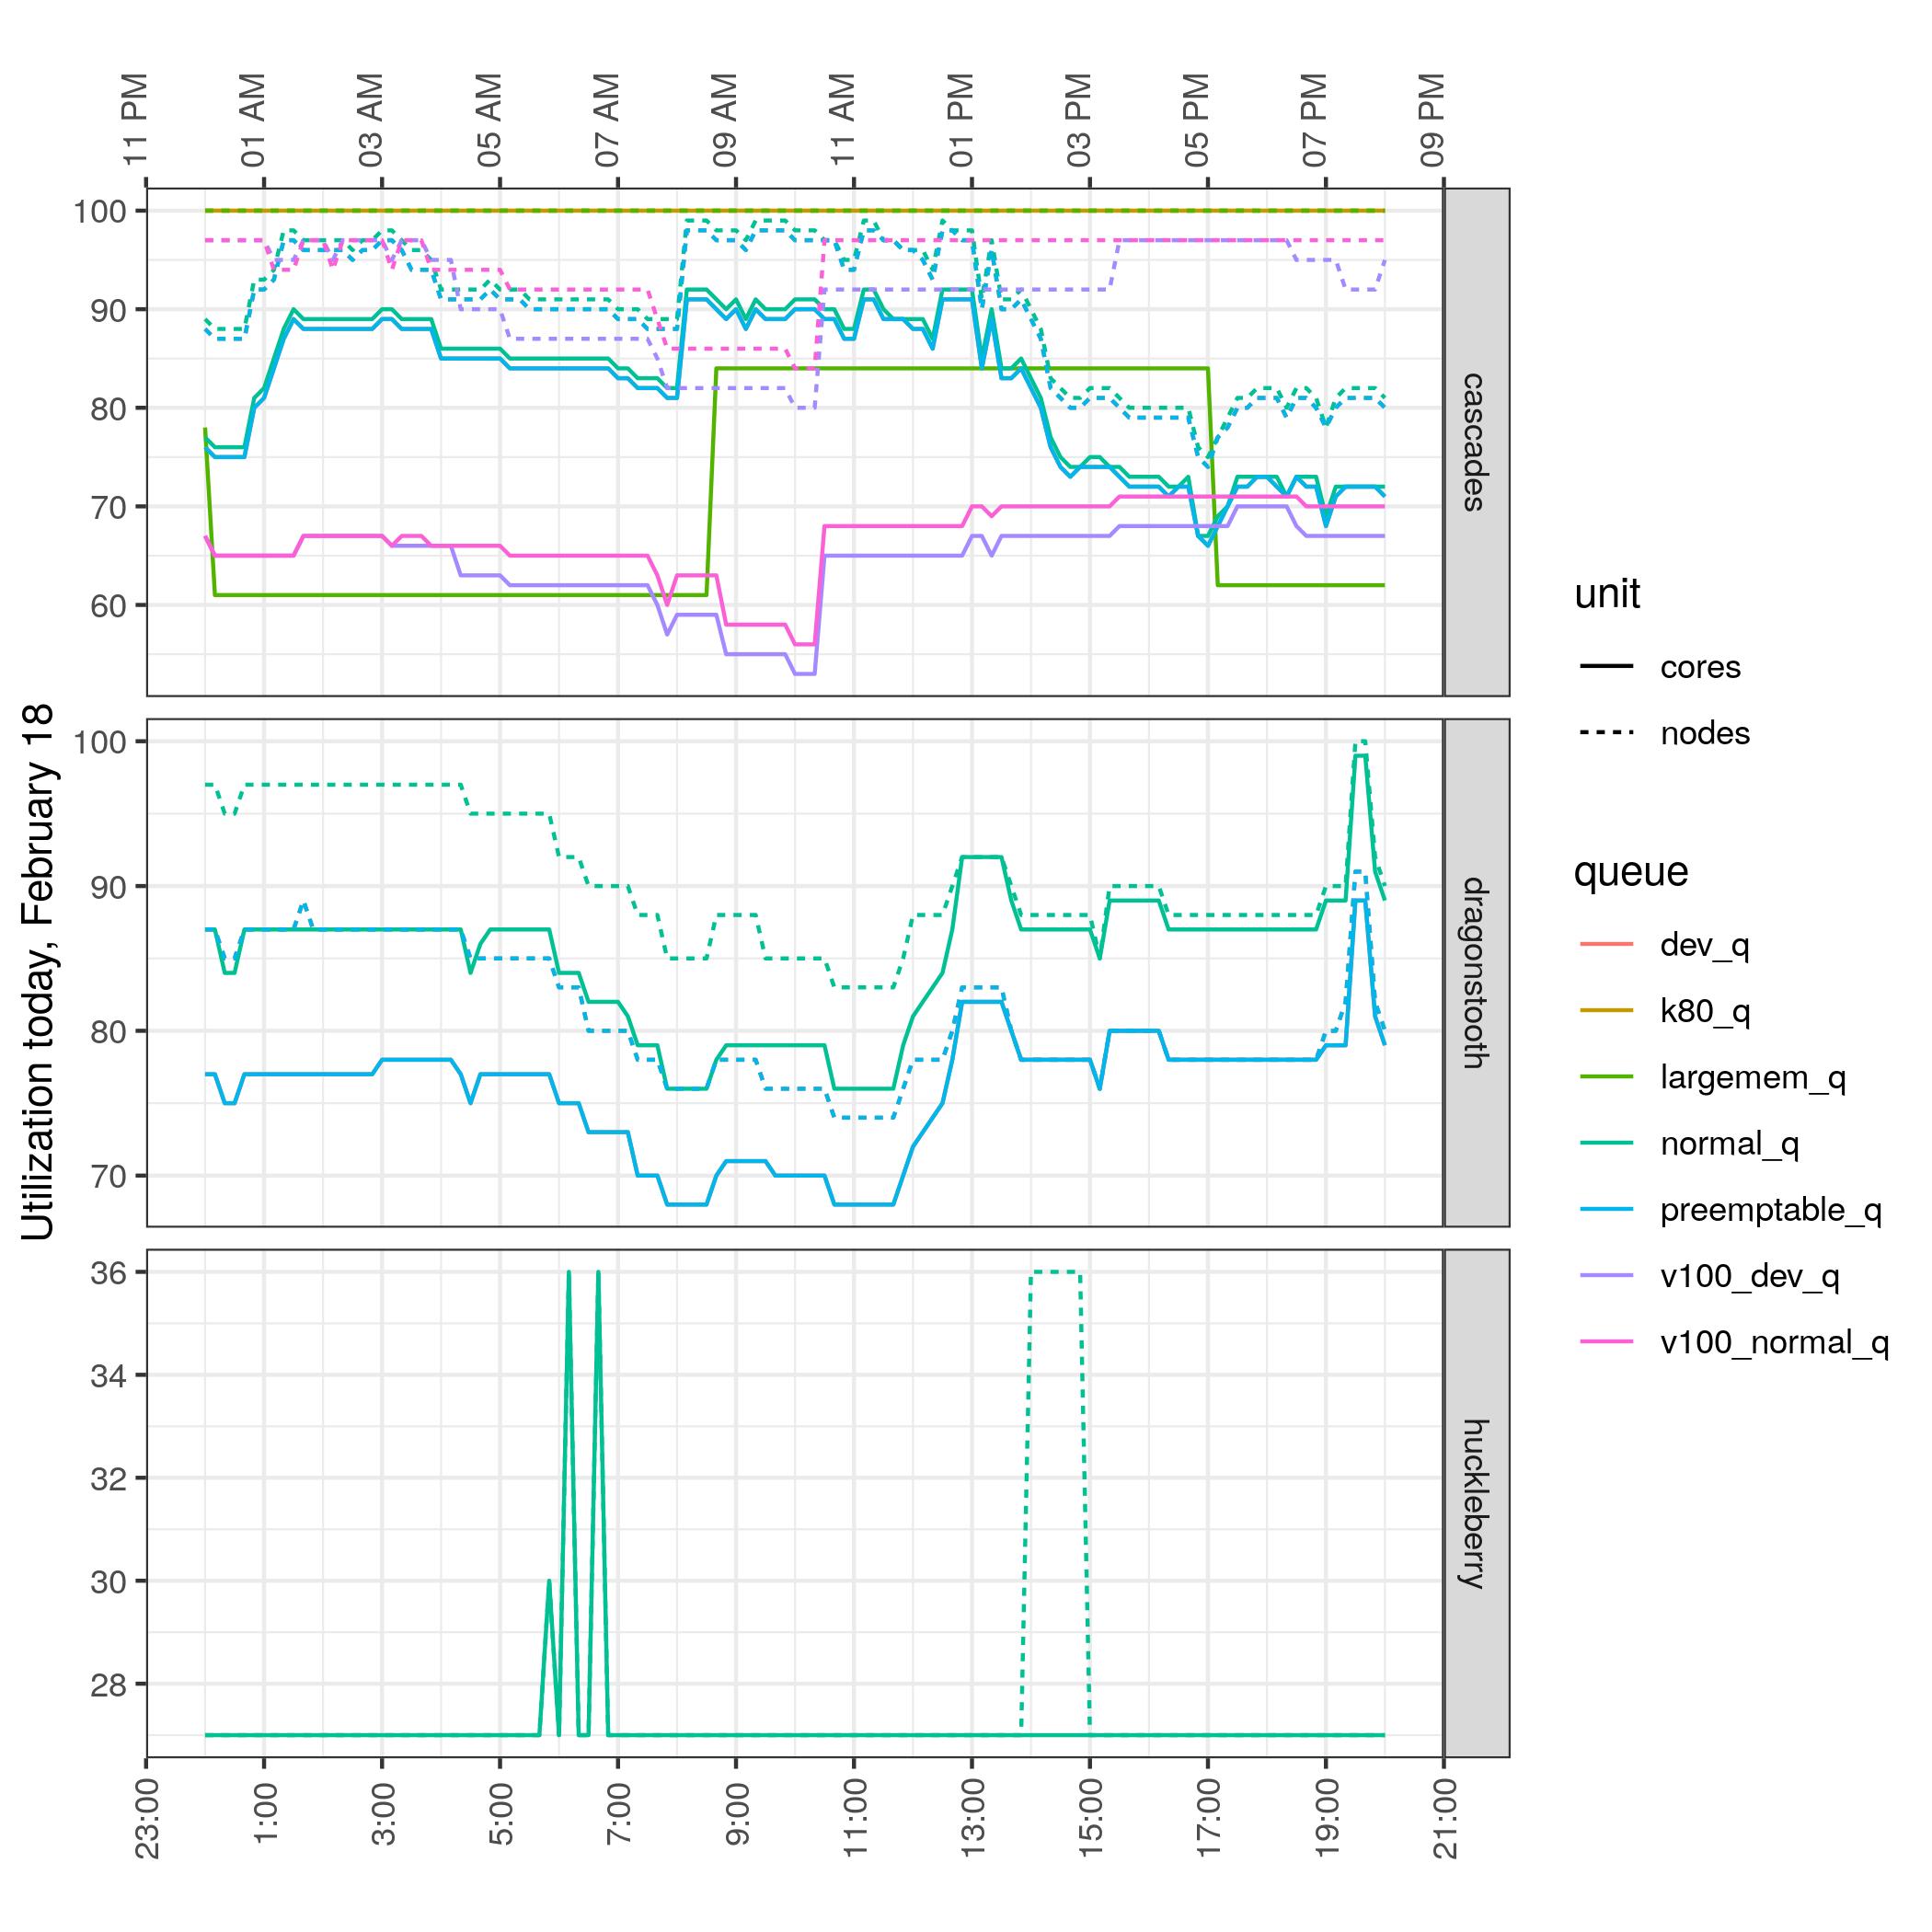 11 PM
01 AM
03 AM
05 AM
07 AM
09 AM
11 AM
01 PM
03 PM
05 PM
07 PM
09 PM
Utilization today, February 18
100
90
80
70
60
cascades
100
90
80
70
dragonstooth
36
34
32
30
28
huckleberry
23:00
1:00
3:00
5:00
7:00
9:00
11:00
13:00
15:00
17:00
19:00
21:00
unit
cores
nodes
queue
dev_q
k80_q
largemem_q
normal_q
preemptable_q
v100_dev_q
v100_normal_q